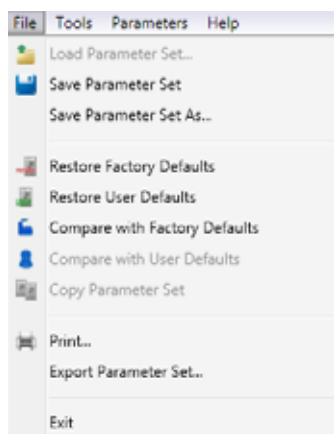 File Tools Parameters Help
Load Parameter Set...
Save Parameter Set
Save Parameter Set As...
Restore Factory Defaults
Restore User Defaults
Compare with Factory Defaults
Compare with User Defaults
Copy Parameter Set
Print...
Export Parameter Set...
Exit